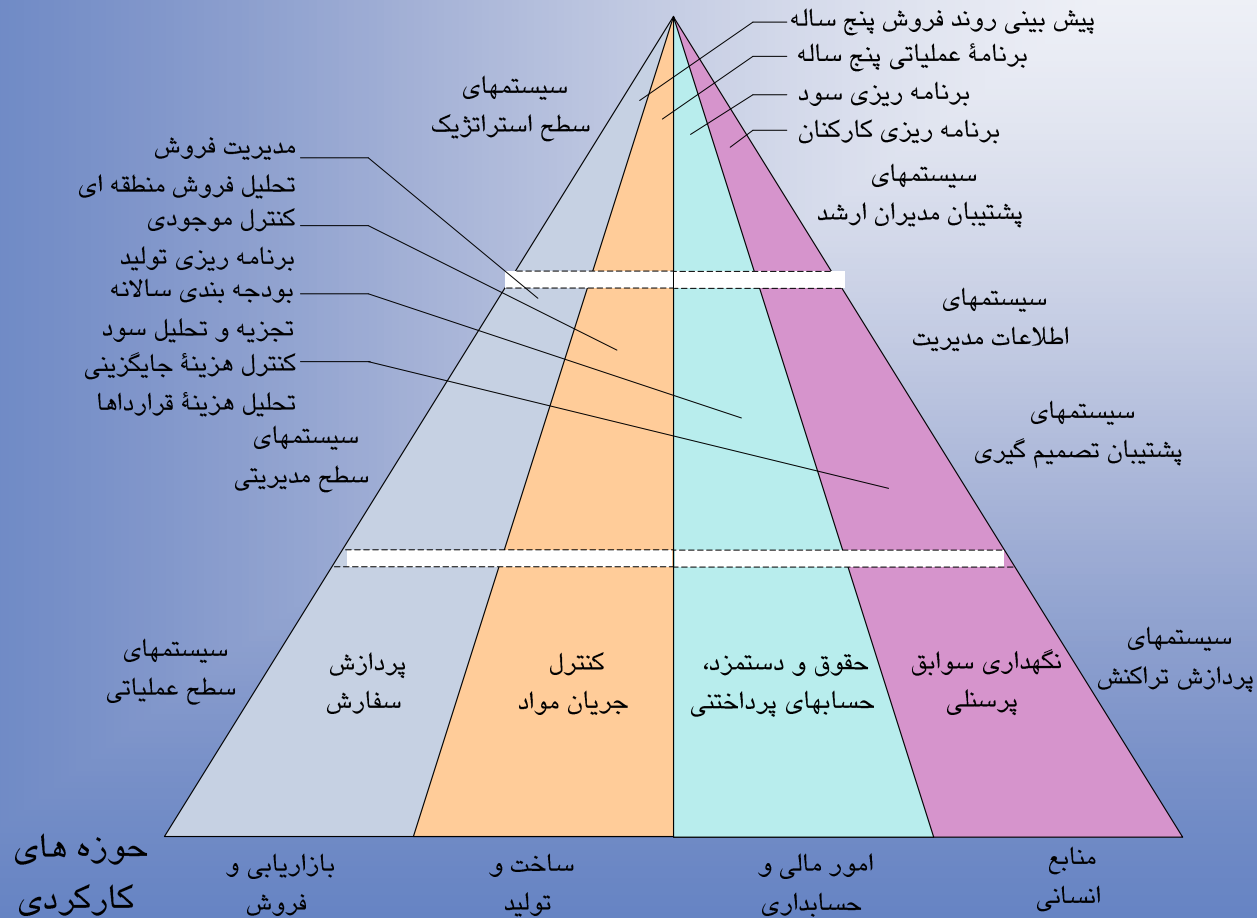 پیش بینی روند فروش پنج ساله
برنامهٔ عملیاتی پنج ساله
برنامه ریزی سود
برنامه ریزی کارکنان
سیستمهای
سطح استراتژیک
سیستمهای
پشتیبان مدیران ارشد
مدیریت فروش
تحلیل فروش منطقه ای
کنترل موجودی
برنامه ریزی تولید
بودجه بندی سالانه
تجزیه و تحلیل سود
کنترل هزینهٔ جایگزینی
تحلیل هزینهٔ قرارداها
سیستمهای
اطلاعات مدیریت
سیستمهای
پشتیبان تصمیم گیری
سیستمهای
سطح مدیریتی
سیستمهای
پردازش تراکنش
نگهداری سوابق
پرسنلی
حقوق و دستمزد،
حسابهای پرداختنی
کنترل
جریان مواد
پردازش
سفارش
سیستمهای
سطح عملیاتی
منابع
انسانی
امور مالی و
حسابداری
ساخت و
تولید
بازاریابی و
فروش
حوزه های
کارکردی